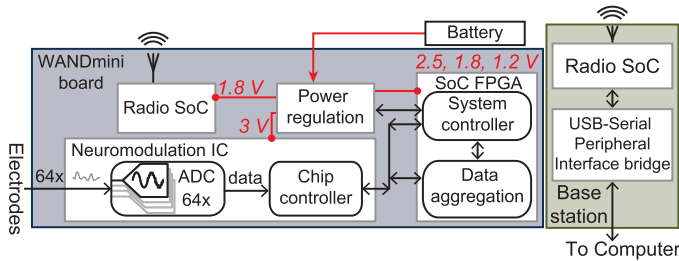 Battery
WANDmini
board
2.5, 1.8, 1.2 V
1.8 V
Radio SoC
Power
regulation
SoC FPGA
System
controller
3 V
Neuromodulation IC
Electrodes
64x
ADC
64x
data
Chip
controller
Data
aggregation
Radio SoC
USB-Serial
Peripheral
Interface bridge
Base
station
To Computer